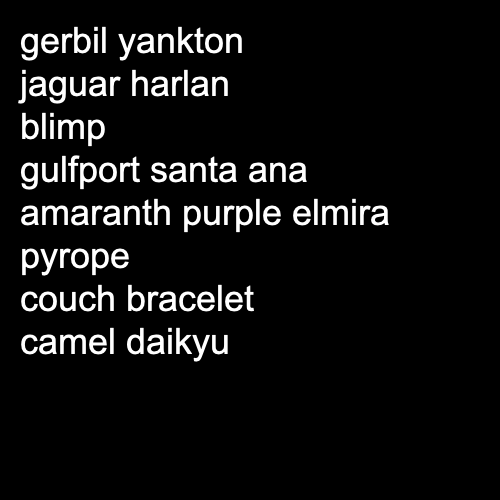 gerbil yankton
jaguar harlan
blimp
gulfport santa ana
amaranth purple elmira
pyrope
couch bracelet
camel daikyu